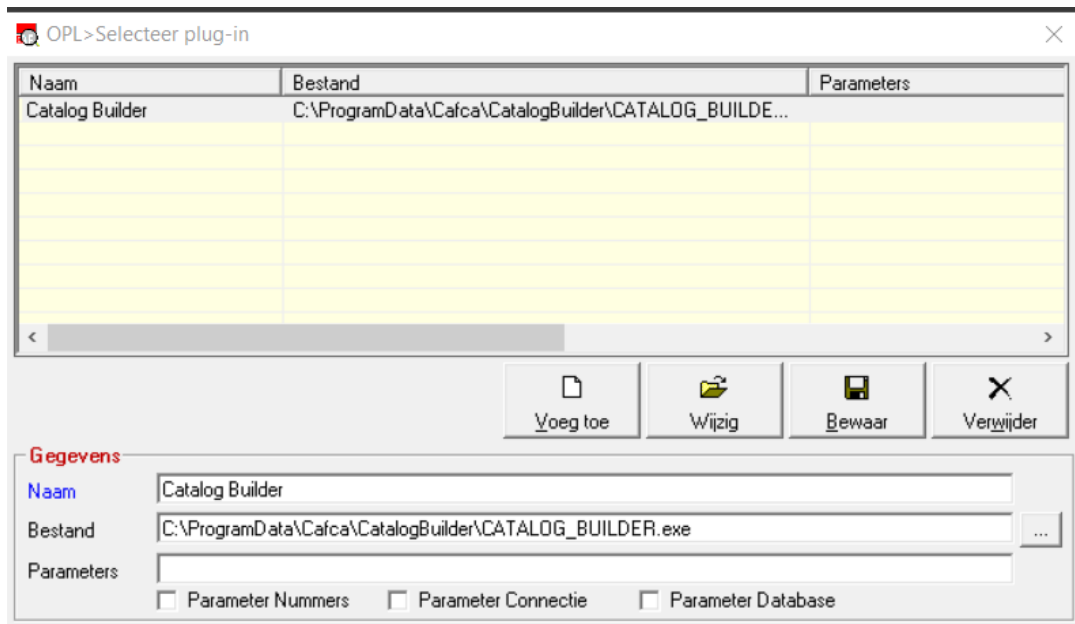 OPL>Selecteer plug-in
Naam Bestand Parameters
Catalog Builder C:\ProgramData\Cafca\CatalogBuilder\CATALOG_BUILDE...
Voeg toe Wijzig Bewaar Verwijder
Gegevens
Naam Catalog Builder
Bestand C:\ProgramData\Cafca\CatalogBuilder\CATALOG_BUILDER.exe ...
Parameters
Parameter Nummers Parameter Connectie Parameter Database